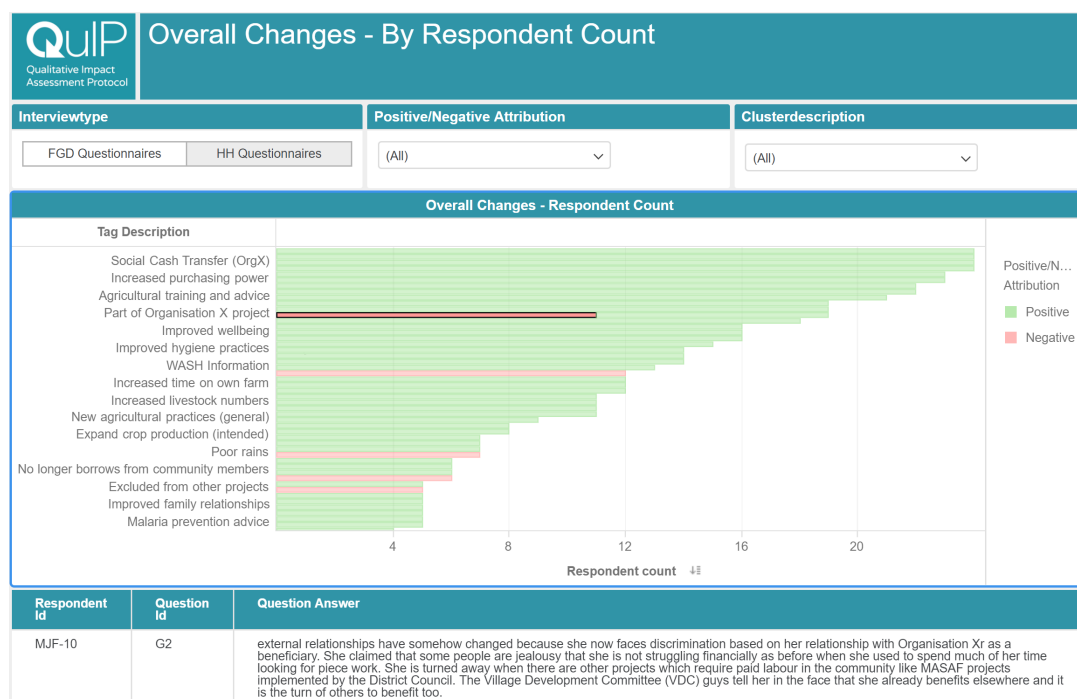 QuIP
Qualitative Impact
Assessment Protocol
Overall Changes - By Respondent Count
Interviewtype
Positive/Negative Attribution
Clusterdescription
FGD Questionnaires
HH Questionnaires
(All)
(All)
Overall Changes - Respondent Count
Tag Description
Social Cash Transfer (OrgX)
Increased purchasing power
Agricultural training and advice
Part of Organisation X project
Improved wellbeing
Improved hygiene practices
WASH Information
Increased time on own farm
Increased livestock numbers
New agricultural practices (general)
Expand crop production (intended)
Poor rains
No longer borrows from community members
Excluded from other projects
Improved family relationships
Malaria prevention advice
4
8
12
16
20
Respondent count
Positive/N...
Attribution
Positive
Negative
Respondent
Id
Question
Id
Question Answer
MJF-10
G2
external relationships have somehow changed because she now faces discrimination based on her relationship with Organisation Xr as a
beneficiary. She claimed that some people are jealousy that she is not struggling financially as before when she used to spend much of her time
looking for piece work. She is turned away when there are other projects which require paid labour in the community like MASAF projects
implemented by the District Council. The Village Development Committee (VDC) guys tell her in the face that she already benefits elsewhere and it
is the turn of others to benefit too.